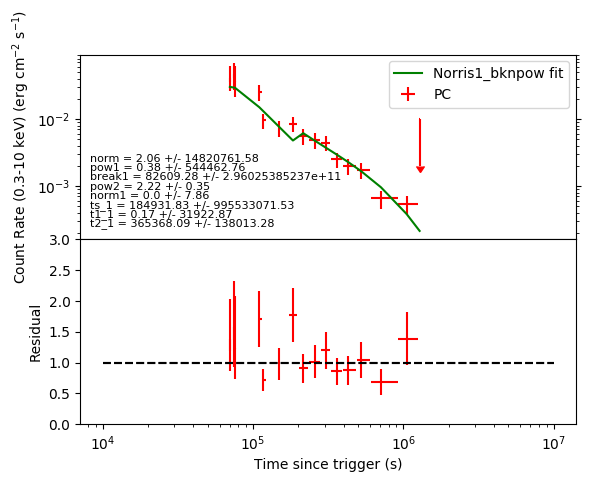 Count Rate (0.3-10 keV) (erg cm⁻² s⁻¹)
10⁻²
10⁻³
Norris1_bknpow fit
PC
norm = 2.06 +/- 14820761.58
pow1 = 0.38 +/- 544462.76
break1 = 82609.28 +/- 2.96025385237e+11
pow2 = 2.22 +/- 0.35
norm1 = 0.0 +/- 7.86
ts_1 = 184931.83 +/- 995533071.53
t1_1 = 0.17 +/- 31922.87
t2_1 = 365368.09 +/- 138013.28
Residual
3.0
2.5
2.0
1.5
1.0
0.5
0.0
10⁴ 10⁵ 10⁶ 10⁷
Time since trigger (s)